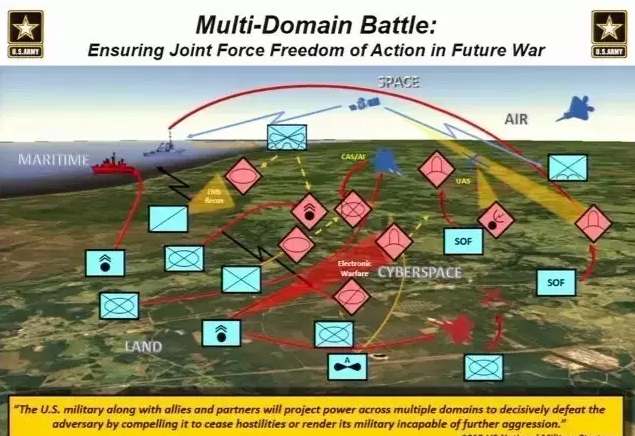 Multi-Domain Battle:
Ensuring Joint Force Freedom of Action in Future War
U.S.ARMY
U.S.ARMY
SPACE
AIR
MARITIME
CAS/AI
UAS
EMS
Recon
SOF
SOF
Electronic
Warfare
CYBERSPACE
LAND
A
"The U.S. military along with allies and partners will project power across multiple domains to decisively defeat the
adversary by compelling it to cease hostilities or render its military incapable of further aggression."